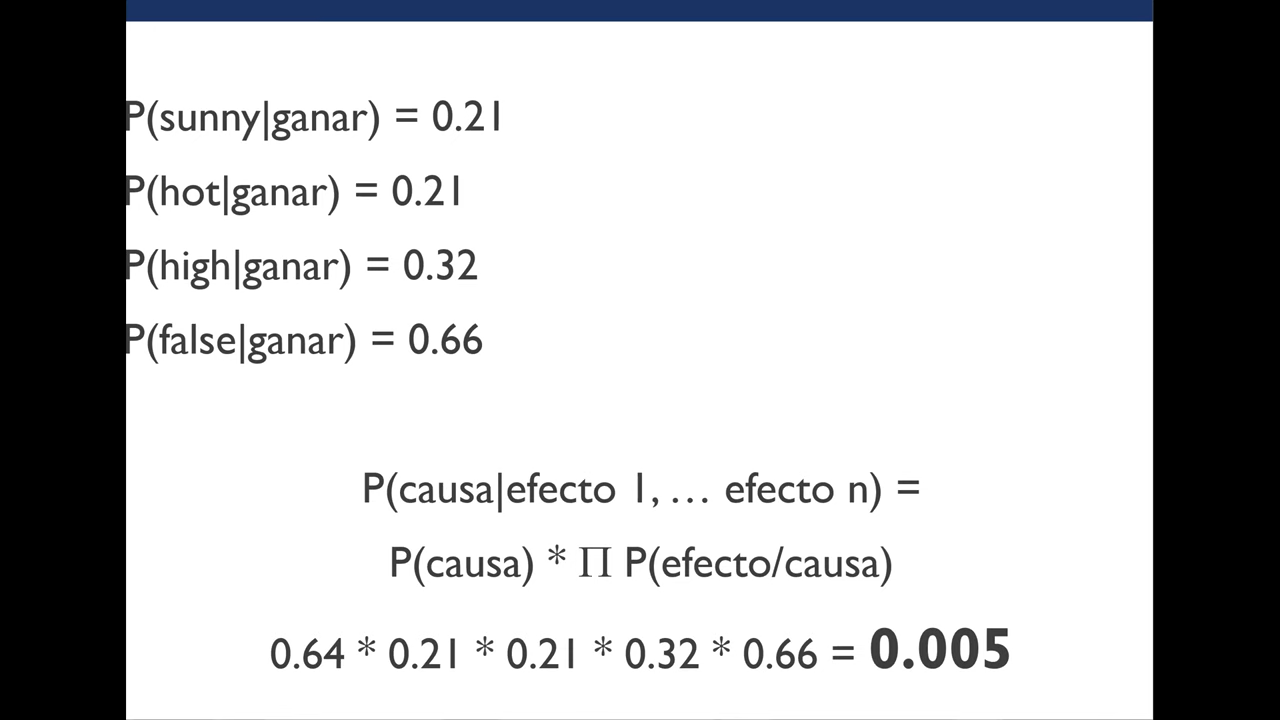 P(sunny|ganar) = 0.21
P(hot|ganar) = 0.21
P(high|ganar) = 0.32
P(false|ganar) = 0.66
P(causa|efecto 1, … efecto n) =
P(causa) * Π P(efecto/causa)
0.64 * 0.21 * 0.21 * 0.32 * 0.66 = 0.005